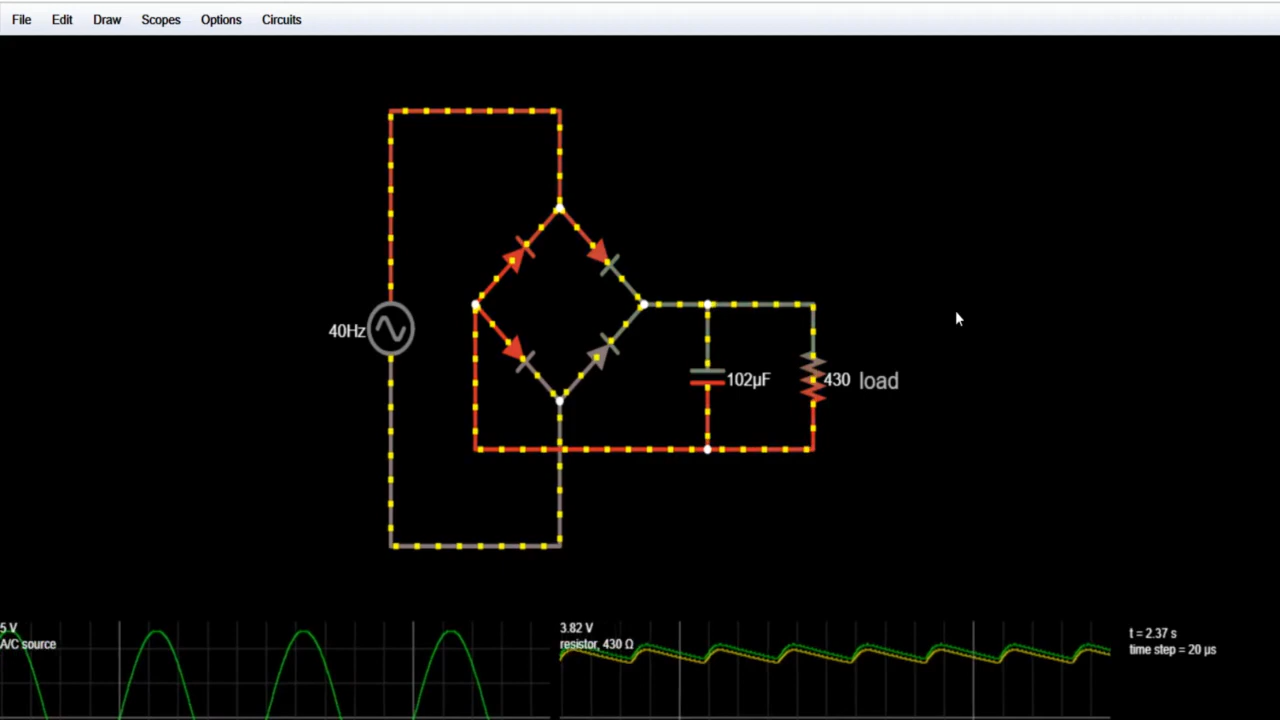 File Edit Draw Scopes Options Circuits
40Hz
102µF
430 load
5 V
A/C source
3.82 V
resistor, 430 Ω
t = 2.37 s
time step = 20 µs